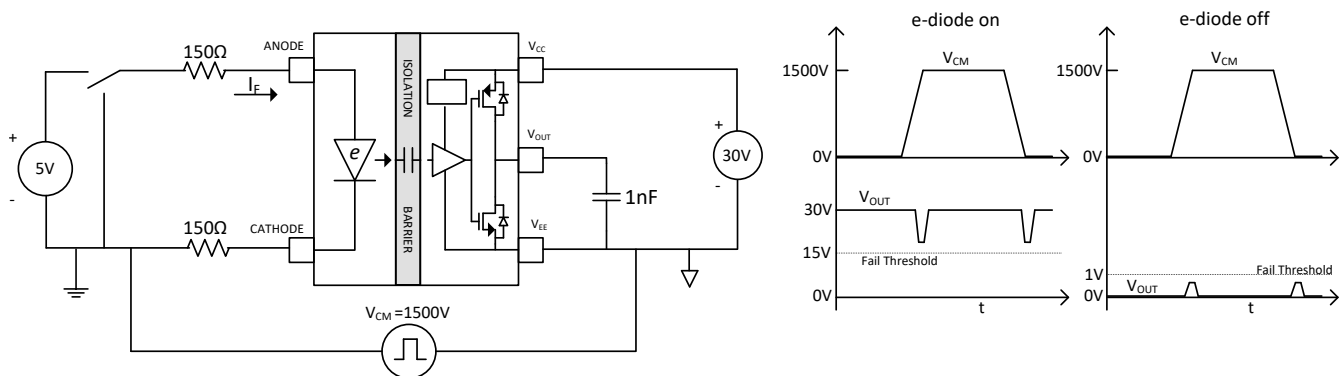 150Ω
ANODE
I_F
5V
+
-
e
ISOLATION
BARRIER
150Ω
CATHODE
V_CC
V_OUT
V_EE
1nF
+
30V
-
V_CM =1500V
e-diode on
1500V
V_CM
0V
30V
V_OUT
15V
Fail Threshold
0V
t
e-diode off
1500V
V_CM
0V
1V
Fail Threshold
V_OUT
0V
t